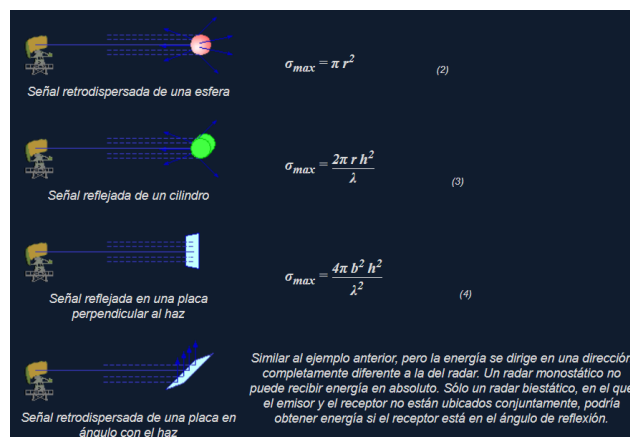 σmax = π r²
(2)
Señal retrodispersada de una esfera
σmax = 2π r h² / λ
(3)
Señal reflejada de un cilindro
σmax = 4π b² h² / λ²
(4)
Señal reflejada en una placa
perpendicular al haz
Similar al ejemplo anterior, pero la energía se dirige en una dirección
completamente diferente a la del radar. Un radar monostático no
puede recibir energía en absoluto. Sólo un radar biestático, en el que
el emisor y el receptor no están ubicados conjuntamente, podría
obtener energía si el receptor está en el ángulo de reflexión.
Señal retrodispersada de una placa en
ángulo con el haz